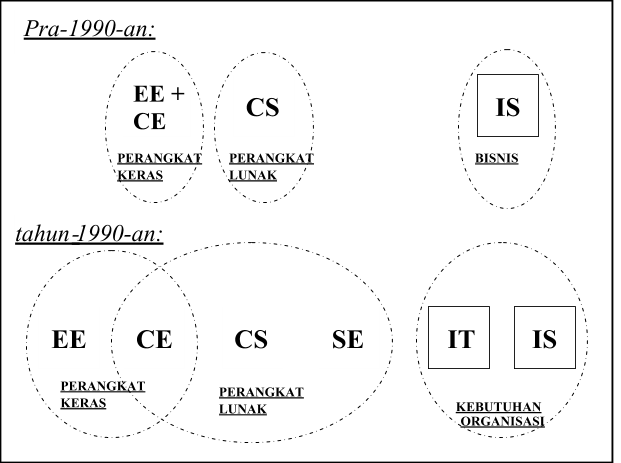 Pra-1990-an:
EE +
CE
CS
IS
PERANGKAT
KERAS
PERANGKAT
LUNAK
BISNIS
tahun-1990-an:
EE
CE
CS
SE
IT
IS
PERANGKAT
KERAS
PERANGKAT
LUNAK
KEBUTUHAN
ORGANISASI